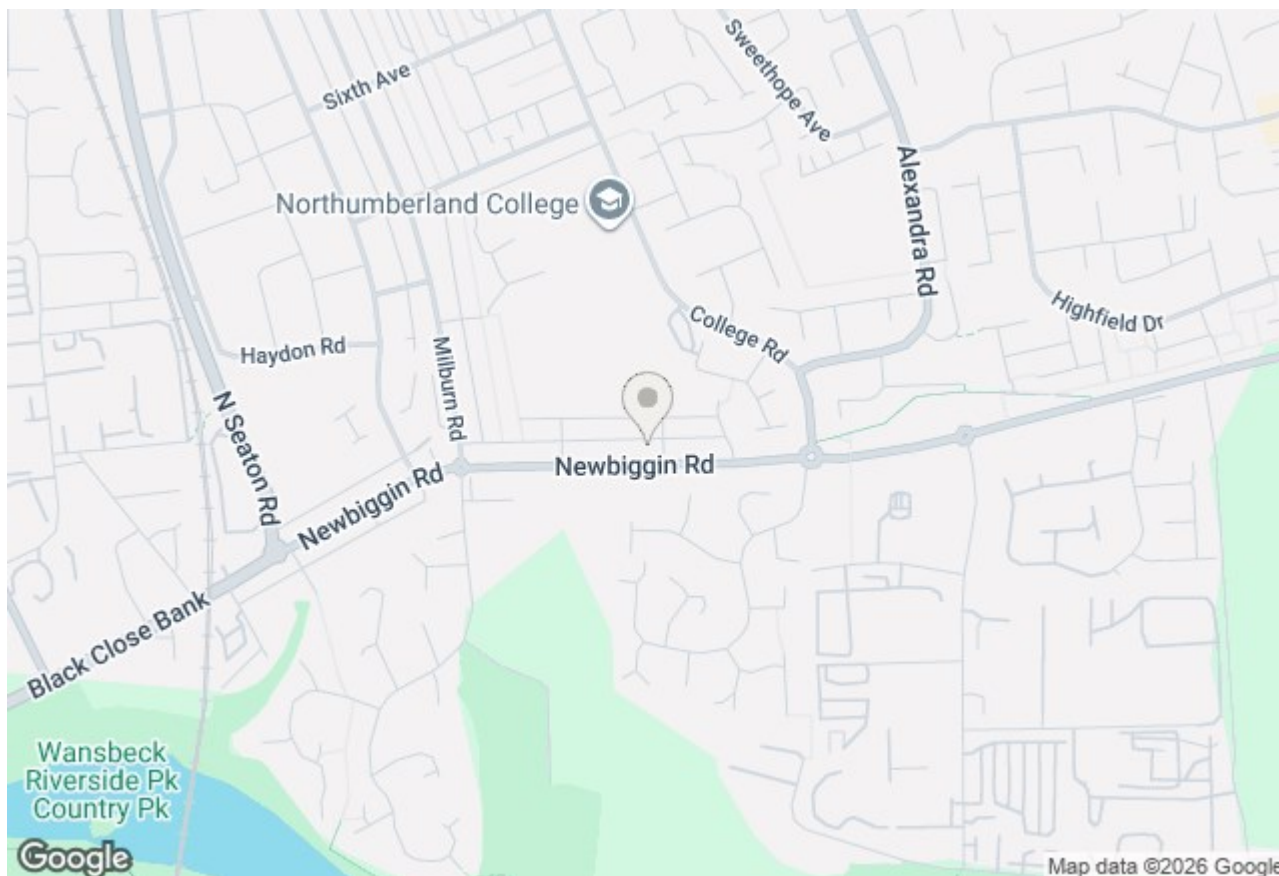 Sweethope Ave
Sixth Ave
Alexandra Rd
Northumberland College
Highfield Dr
College Rd
Haydon Rd
Milburn Rd
N Seaton Rd
Newbiggin Rd
Newbiggin Rd
Black Close Bank
Wansbeck
Riverside Pk
Country Pk
Google
Map data ©2026 Google